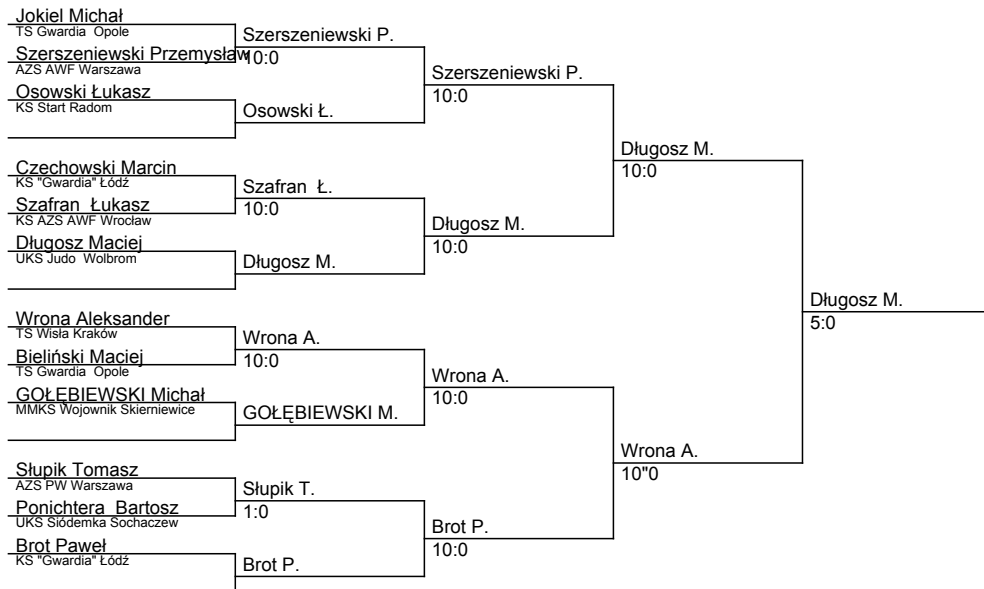 Jokiel Michał
TS Gwardia Opole
Szerszeniewski P.
Szerszeniewski Przemysław
10:0
AZS AWF Warszawa
Szerszeniewski P.
10:0
Osowski Łukasz
KS Start Radom
Osowski Ł.
Długosz M.
10:0
Czechowski Marcin
KS "Gwardia" Łódź
Szafran Ł.
10:0
Szafran Łukasz
KS AZS AWF Wrocław
Długosz M.
10:0
Długosz Maciej
UKS Judo Wolbrom
Długosz M.
Długosz M.
5:0
Wrona Aleksander
TS Wisła Kraków
Wrona A.
10:0
Bieliński Maciej
TS Gwardia Opole
Wrona A.
10:0
GOŁĘBIEWSKI Michał
MMKS Wojownik Skierniewice
GOŁĘBIEWSKI M.
Wrona A.
10"0
Słupik Tomasz
AZS PW Warszawa
Słupik T.
1:0
Ponichtera Bartosz
UKS Siódemka Sochaczew
Brot P.
10:0
Brot Paweł
KS "Gwardia" Łódź
Brot P.